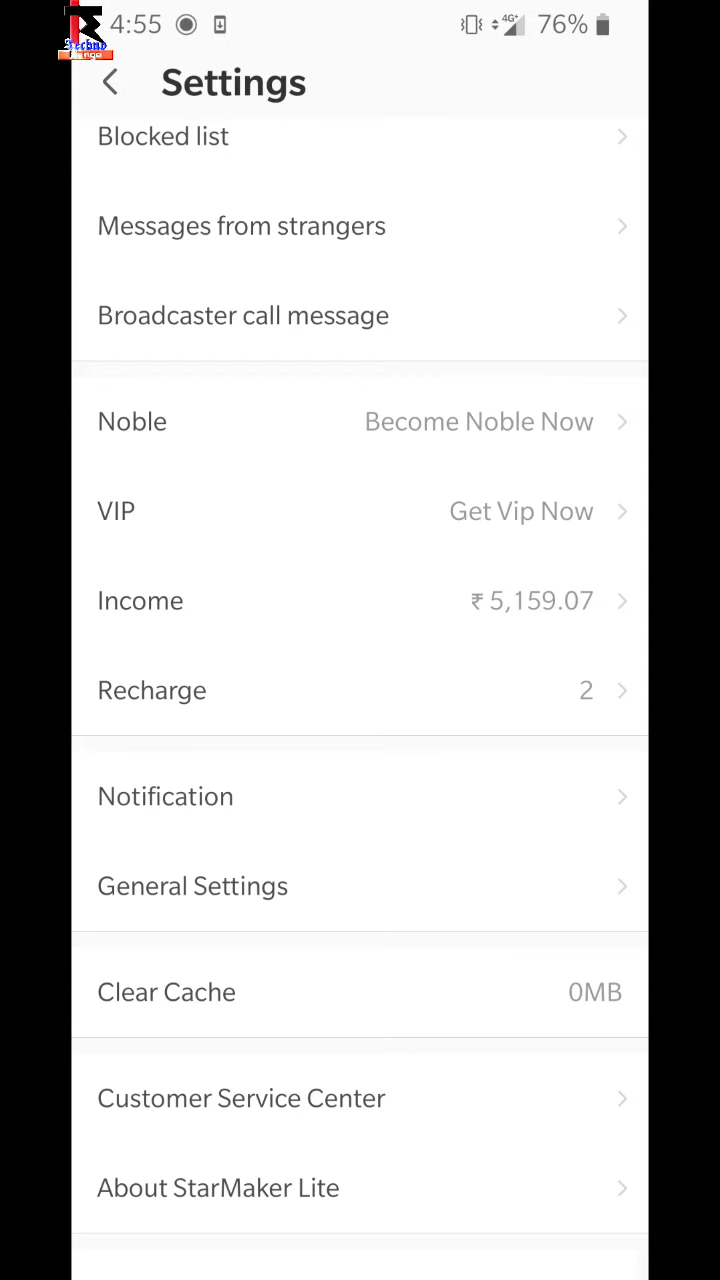 4:55 4G+ 76%
Techno
Settings
Blocked list
Messages from strangers
Broadcaster call message
Noble Become Noble Now
VIP Get Vip Now
Income ₹ 5,159.07
Recharge 2
Notification
General Settings
Clear Cache 0MB
Customer Service Center
About StarMaker Lite